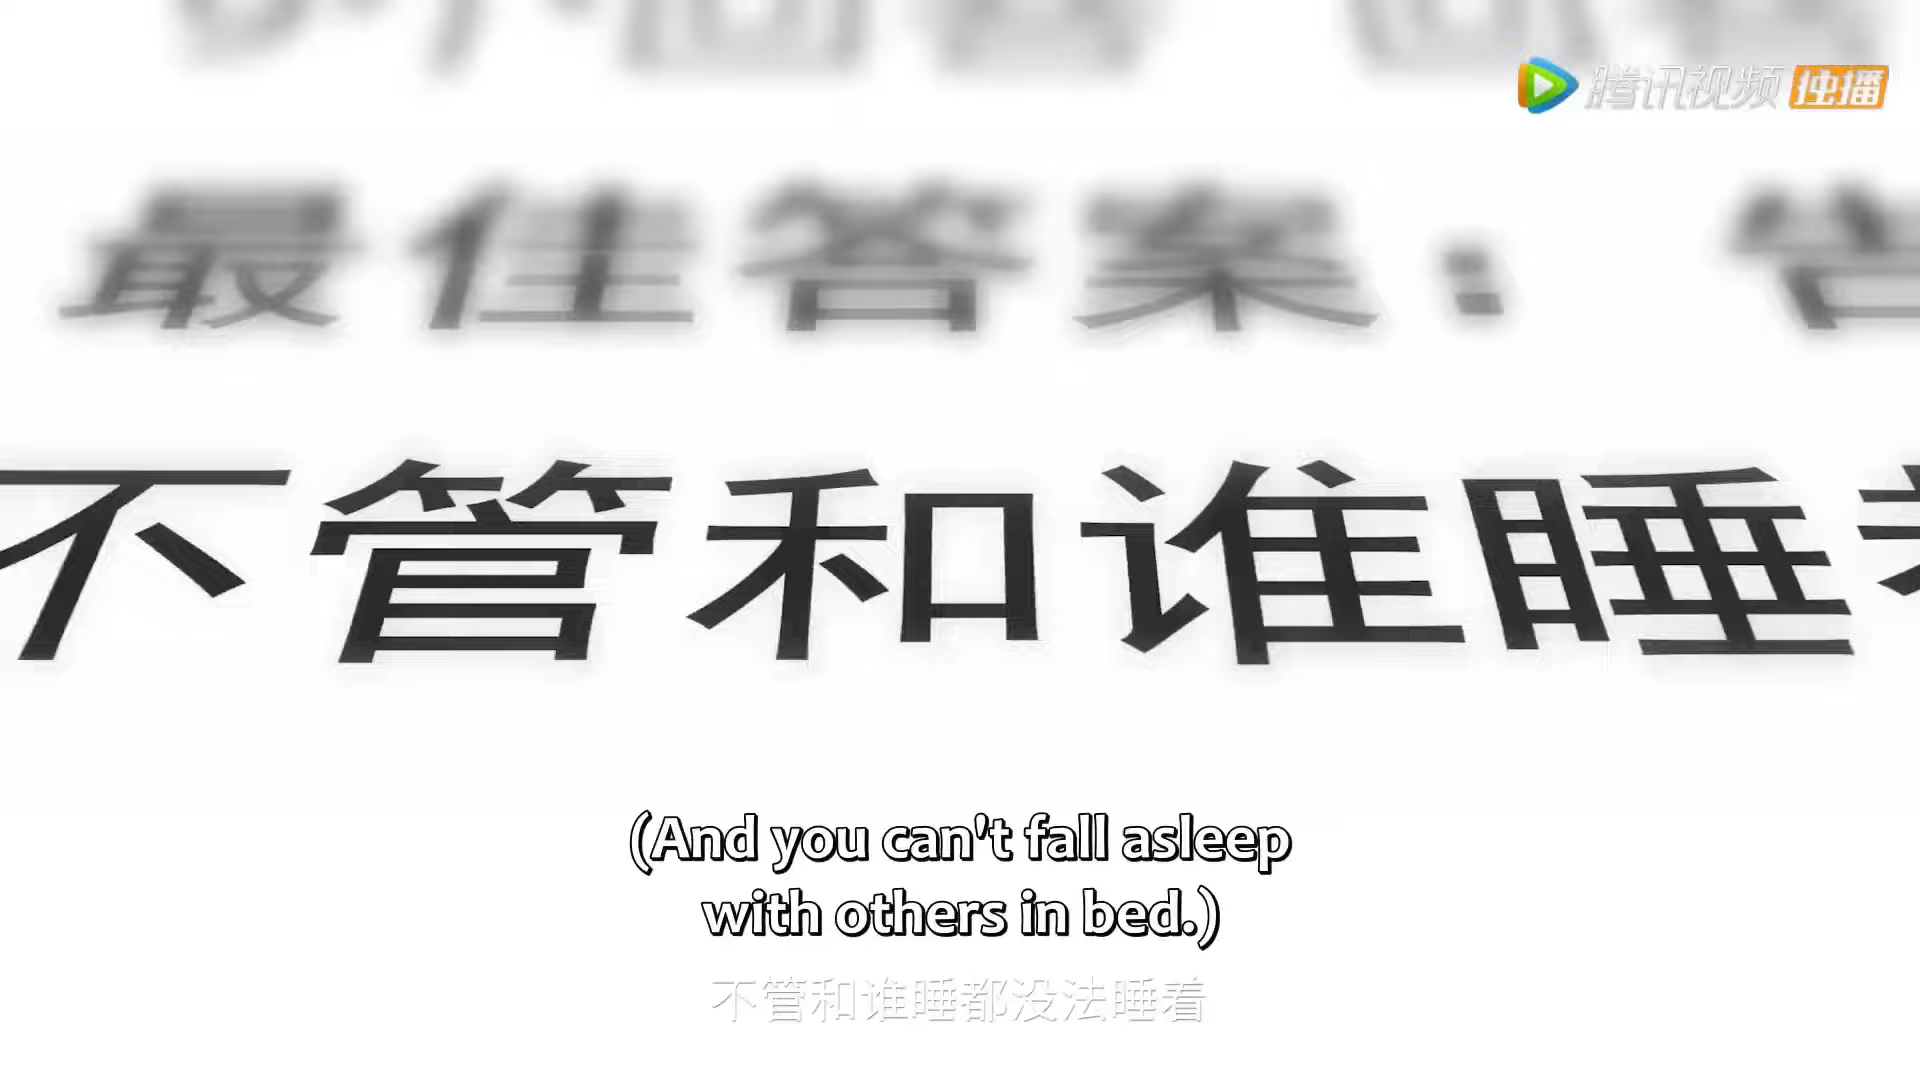 腾讯视频 独播
最佳答案：告
不管和谁睡
(And you can't fall asleep
with others in bed.)
不管和谁睡都没法睡着